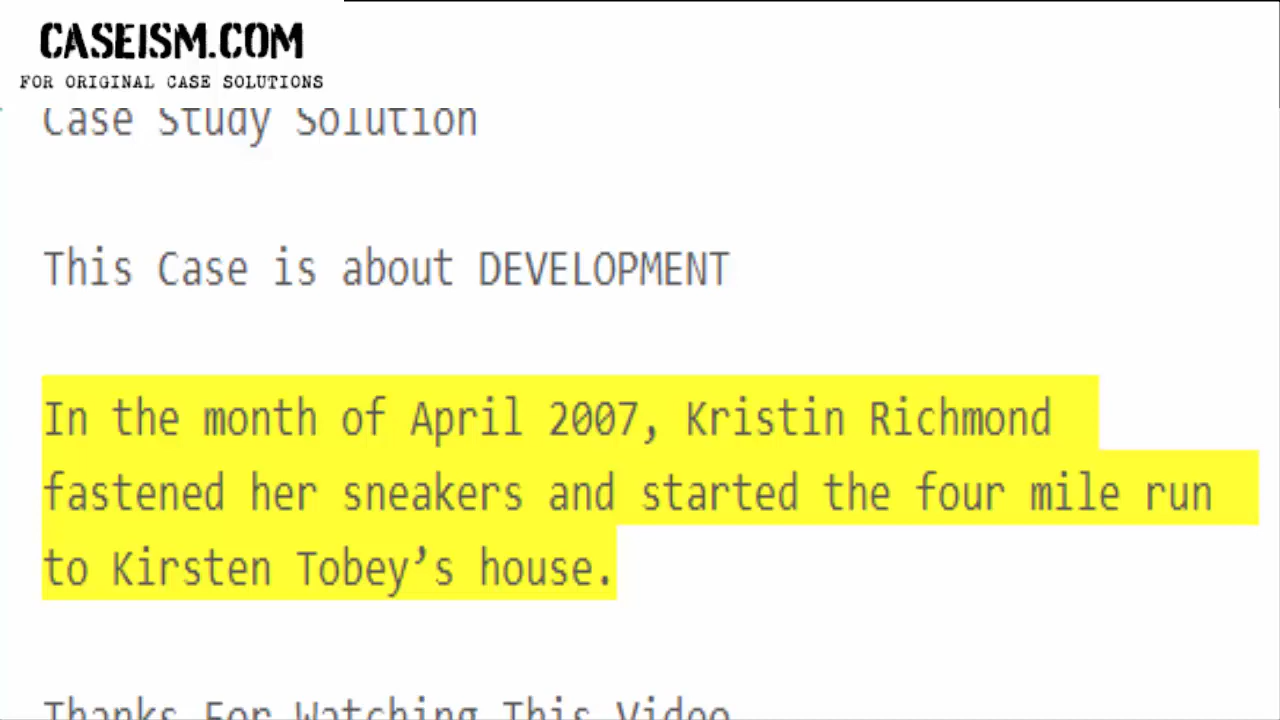 CASEISM.COM
FOR ORIGINAL CASE SOLUTIONS
Case Study Solution
This Case is about DEVELOPMENT
In the month of April 2007, Kristin Richmond
fastened her sneakers and started the four mile run
to Kirsten Tobey’s house.
Thanks For Watching This Video